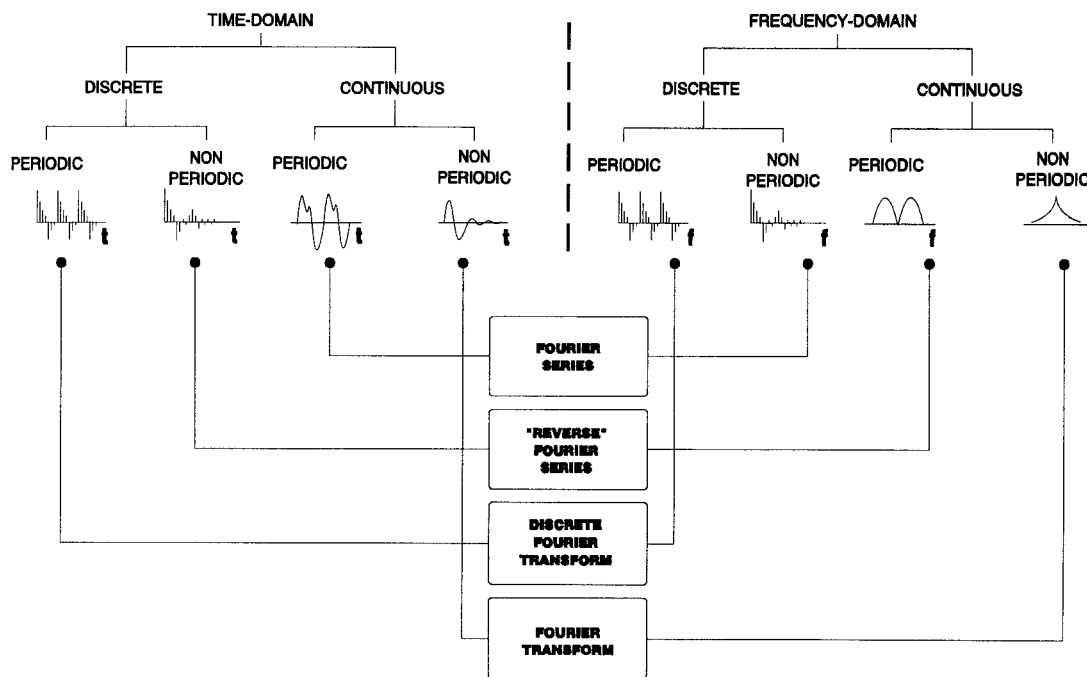 TIME-DOMAIN
FREQUENCY-DOMAIN
DISCRETE
CONTINUOUS
DISCRETE
CONTINUOUS
PERIODIC
NON
PERIODIC
PERIODIC
NON
PERIODIC
PERIODIC
NON
PERIODIC
PERIODIC
NON
PERIODIC
t
t
t
t
f
f
f
FOURIER
SERIES
"REVERSE"
FOURIER
SERIES
DISCRETE
FOURIER
TRANSFORM
FOURIER
TRANSFORM